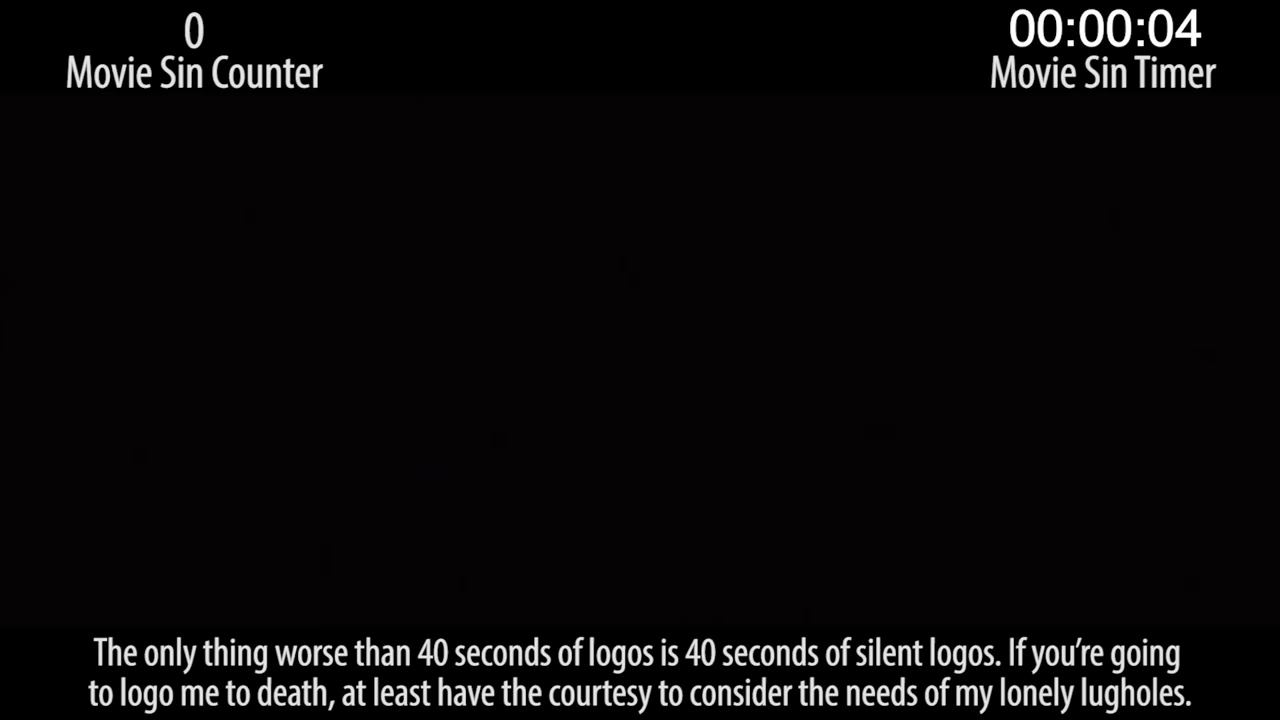 0
Movie Sin Counter
00:00:04
Movie Sin Timer
The only thing worse than 40 seconds of logos is 40 seconds of silent logos. If you’re going
to logo me to death, at least have the courtesy to consider the needs of my lonely lugholes.